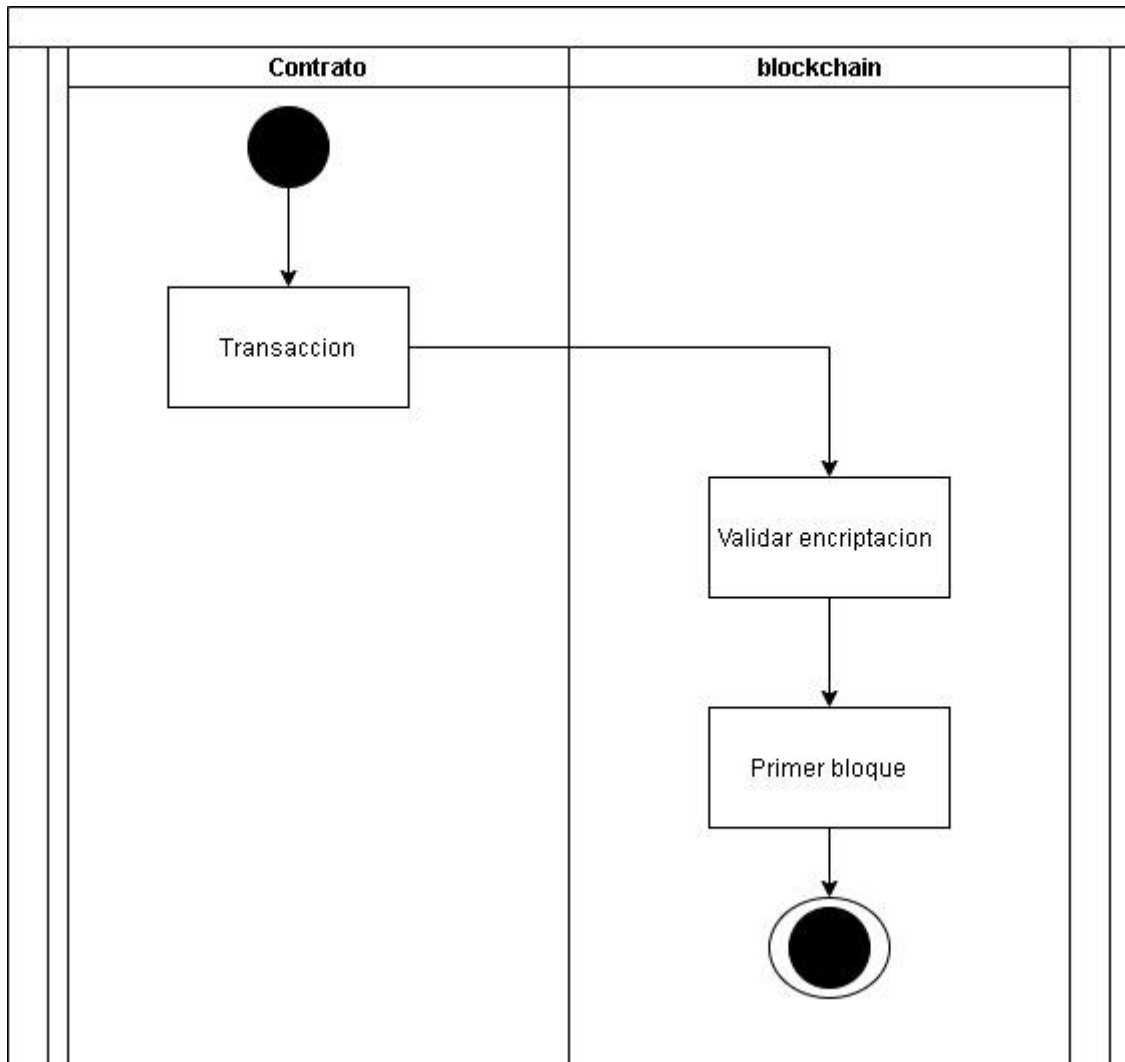 Contrato
blockchain
Transaccion
Validar encriptacion
Primer bloque